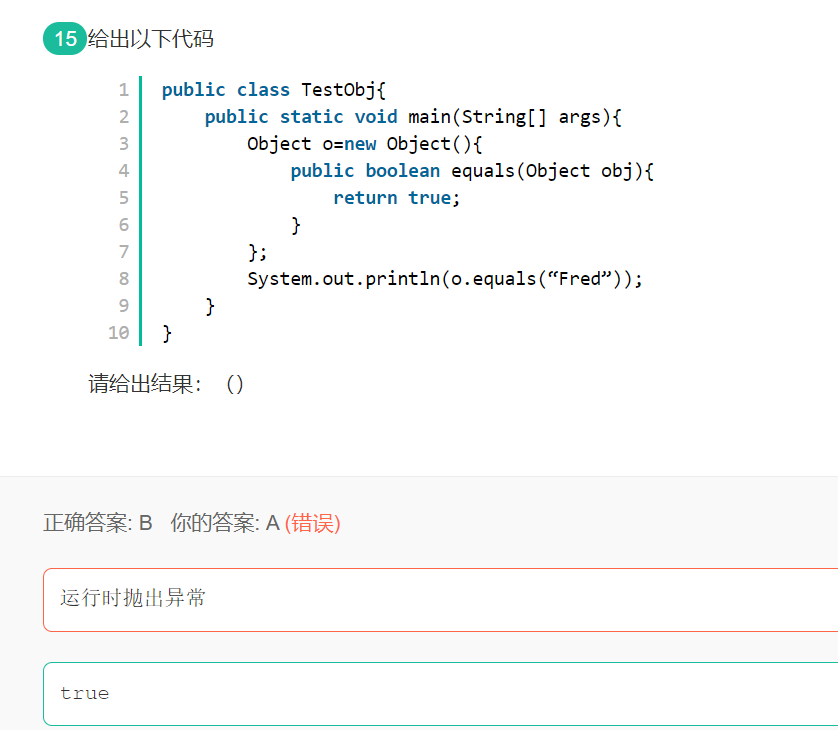 15 给出以下代码
1 public class TestObj{
2 public static void main(String[] args){
3 Object o=new Object(){
4 public boolean equals(Object obj){
5 return true;
6 }
7 };
8 System.out.println(o.equals(“Fred”));
9 }
10 }
请给出结果： （）
正确答案: B 你的答案: A (错误)
运行时抛出异常
true